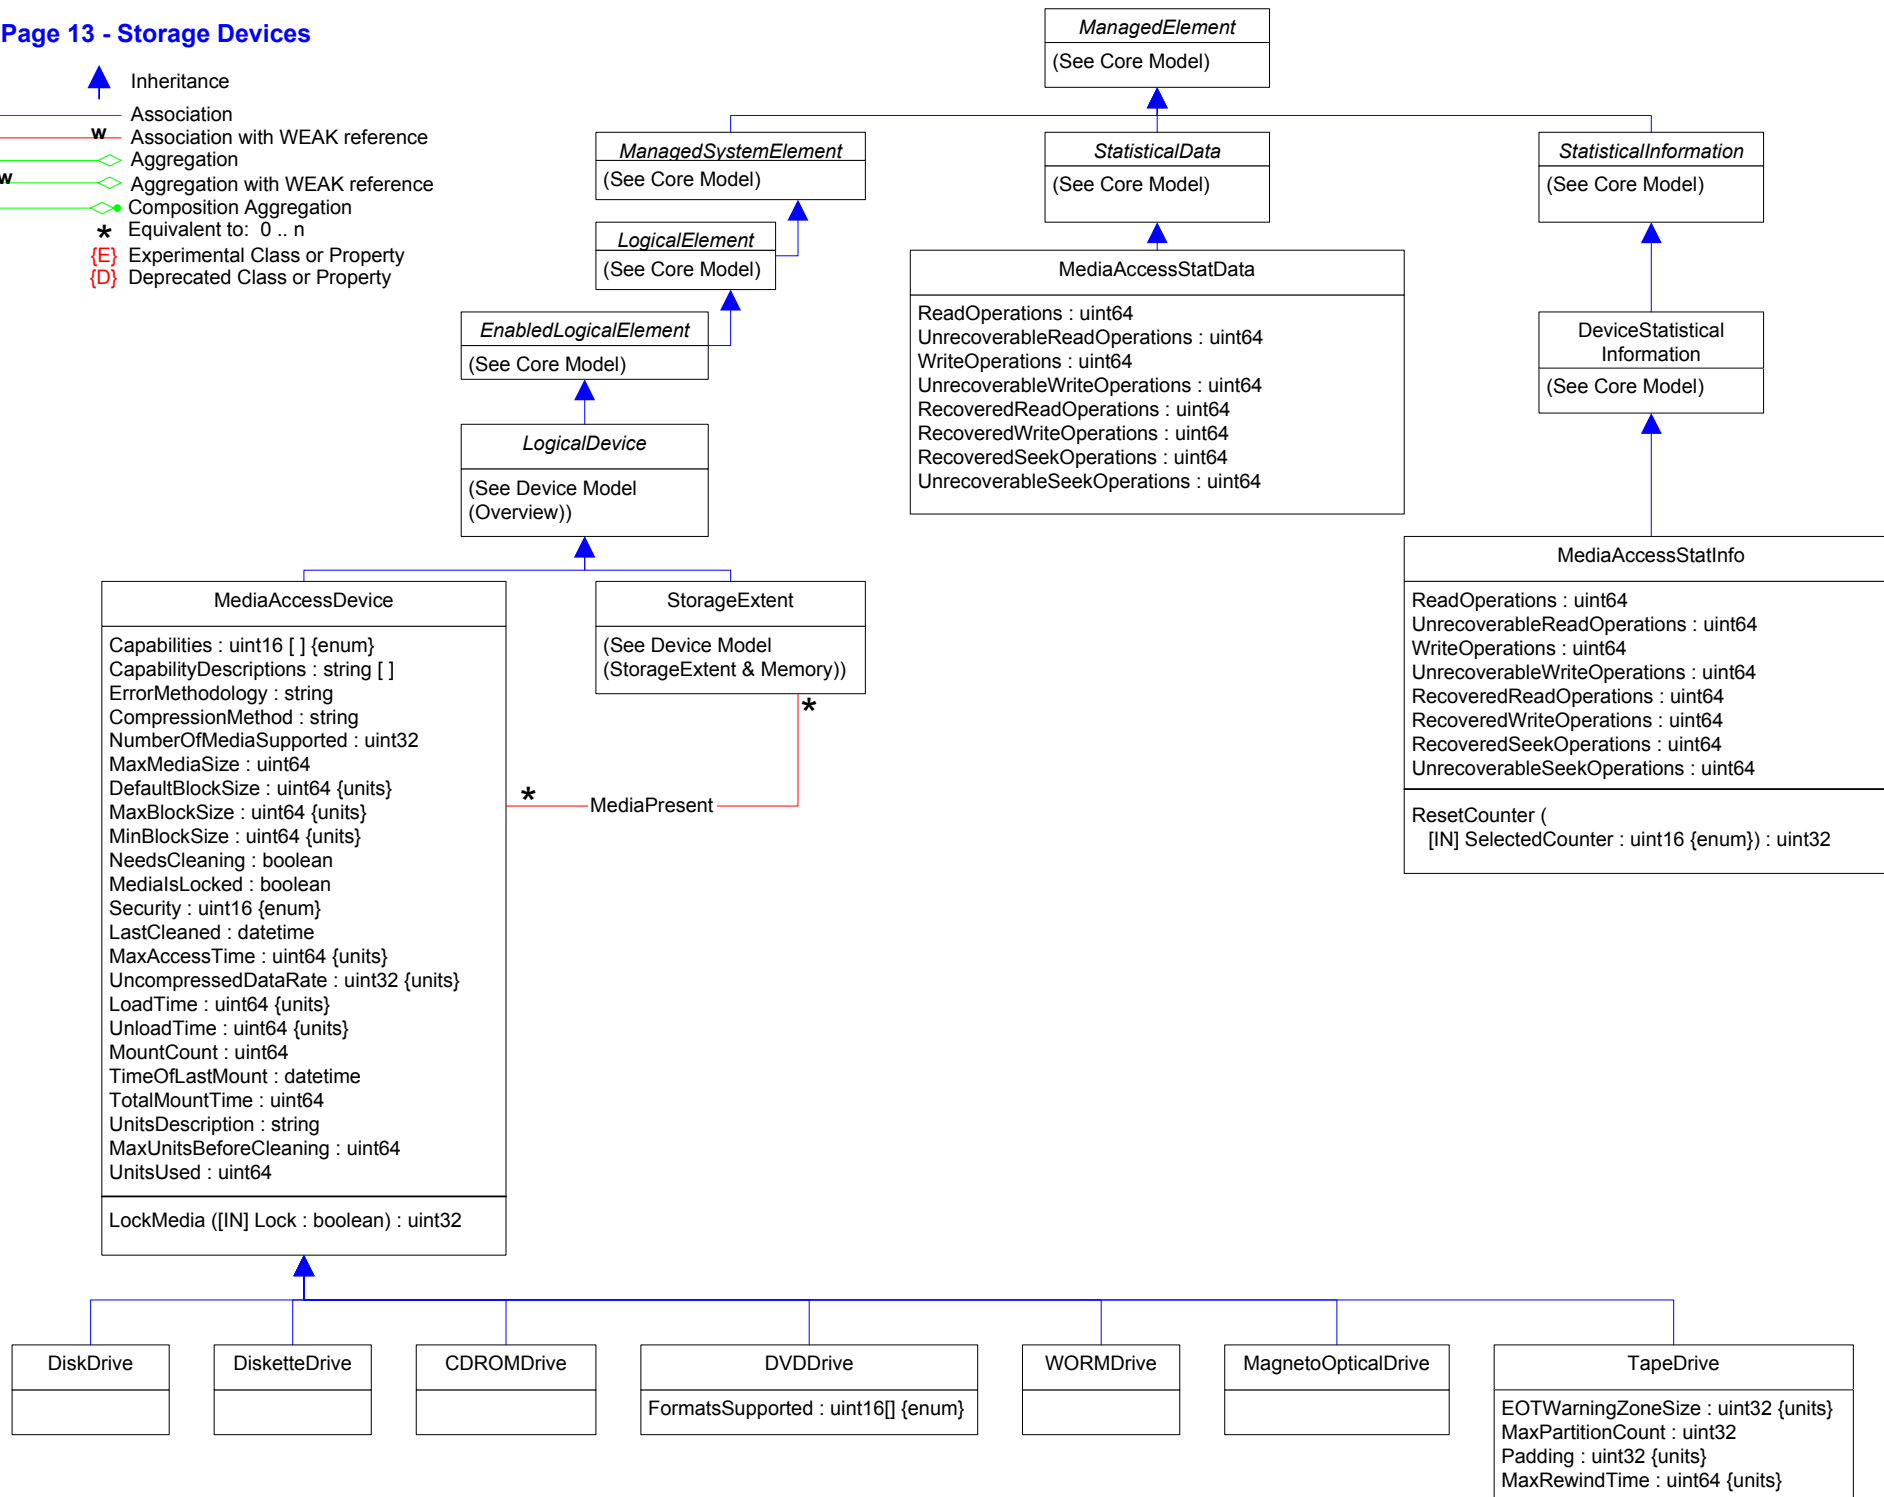 Page 13 - Storage Devices
Inheritance
Association
w Association with WEAK reference
Aggregation
w Aggregation with WEAK reference
Composition Aggregation
* Equivalent to: 0 .. n
{E} Experimental Class or Property
{D} Deprecated Class or Property
ManagedElement
(See Core Model)
ManagedSystemElement
(See Core Model)
StatisticalData
(See Core Model)
StatisticalInformation
(See Core Model)
LogicalElement
(See Core Model)
EnabledLogicalElement
(See Core Model)
LogicalDevice
(See Device Model
(Overview))
MediaAccessStatData
ReadOperations : uint64
UnrecoverableReadOperations : uint64
WriteOperations : uint64
UnrecoverableWriteOperations : uint64
RecoveredReadOperations : uint64
RecoveredWriteOperations : uint64
RecoveredSeekOperations : uint64
UnrecoverableSeekOperations : uint64
DeviceStatistical
Information
(See Core Model)
MediaAccessStatInfo
ReadOperations : uint64
UnrecoverableReadOperations : uint64
WriteOperations : uint64
UnrecoverableWriteOperations : uint64
RecoveredReadOperations : uint64
RecoveredWriteOperations : uint64
RecoveredSeekOperations : uint64
UnrecoverableSeekOperations : uint64
ResetCounter (
[IN] SelectedCounter : uint16 {enum}) : uint32
MediaAccessDevice
Capabilities : uint16 [ ] {enum}
CapabilityDescriptions : string [ ]
ErrorMethodology : string
CompressionMethod : string
NumberOfMediaSupported : uint32
MaxMediaSize : uint64
DefaultBlockSize : uint64 {units}
MaxBlockSize : uint64 {units}
MinBlockSize : uint64 {units}
NeedsCleaning : boolean
MediaIsLocked : boolean
Security : uint16 {enum}
LastCleaned : datetime
MaxAccessTime : uint64 {units}
UncompressedDataRate : uint32 {units}
LoadTime : uint64 {units}
UnloadTime : uint64 {units}
MountCount : uint64
TimeOfLastMount : datetime
TotalMountTime : uint64
UnitsDescription : string
MaxUnitsBeforeCleaning : uint64
UnitsUsed : uint64
LockMedia ([IN] Lock : boolean) : uint32
StorageExtent
(See Device Model
(StorageExtent & Memory))
*
*
MediaPresent
DiskDrive
DisketteDrive
CDROMDrive
DVDDrive
FormatsSupported : uint16[] {enum}
WORMDrive
MagnetoOpticalDrive
TapeDrive
EOTWarningZoneSize : uint32 {units}
MaxPartitionCount : uint32
Padding : uint32 {units}
MaxRewindTime : uint64 {units}